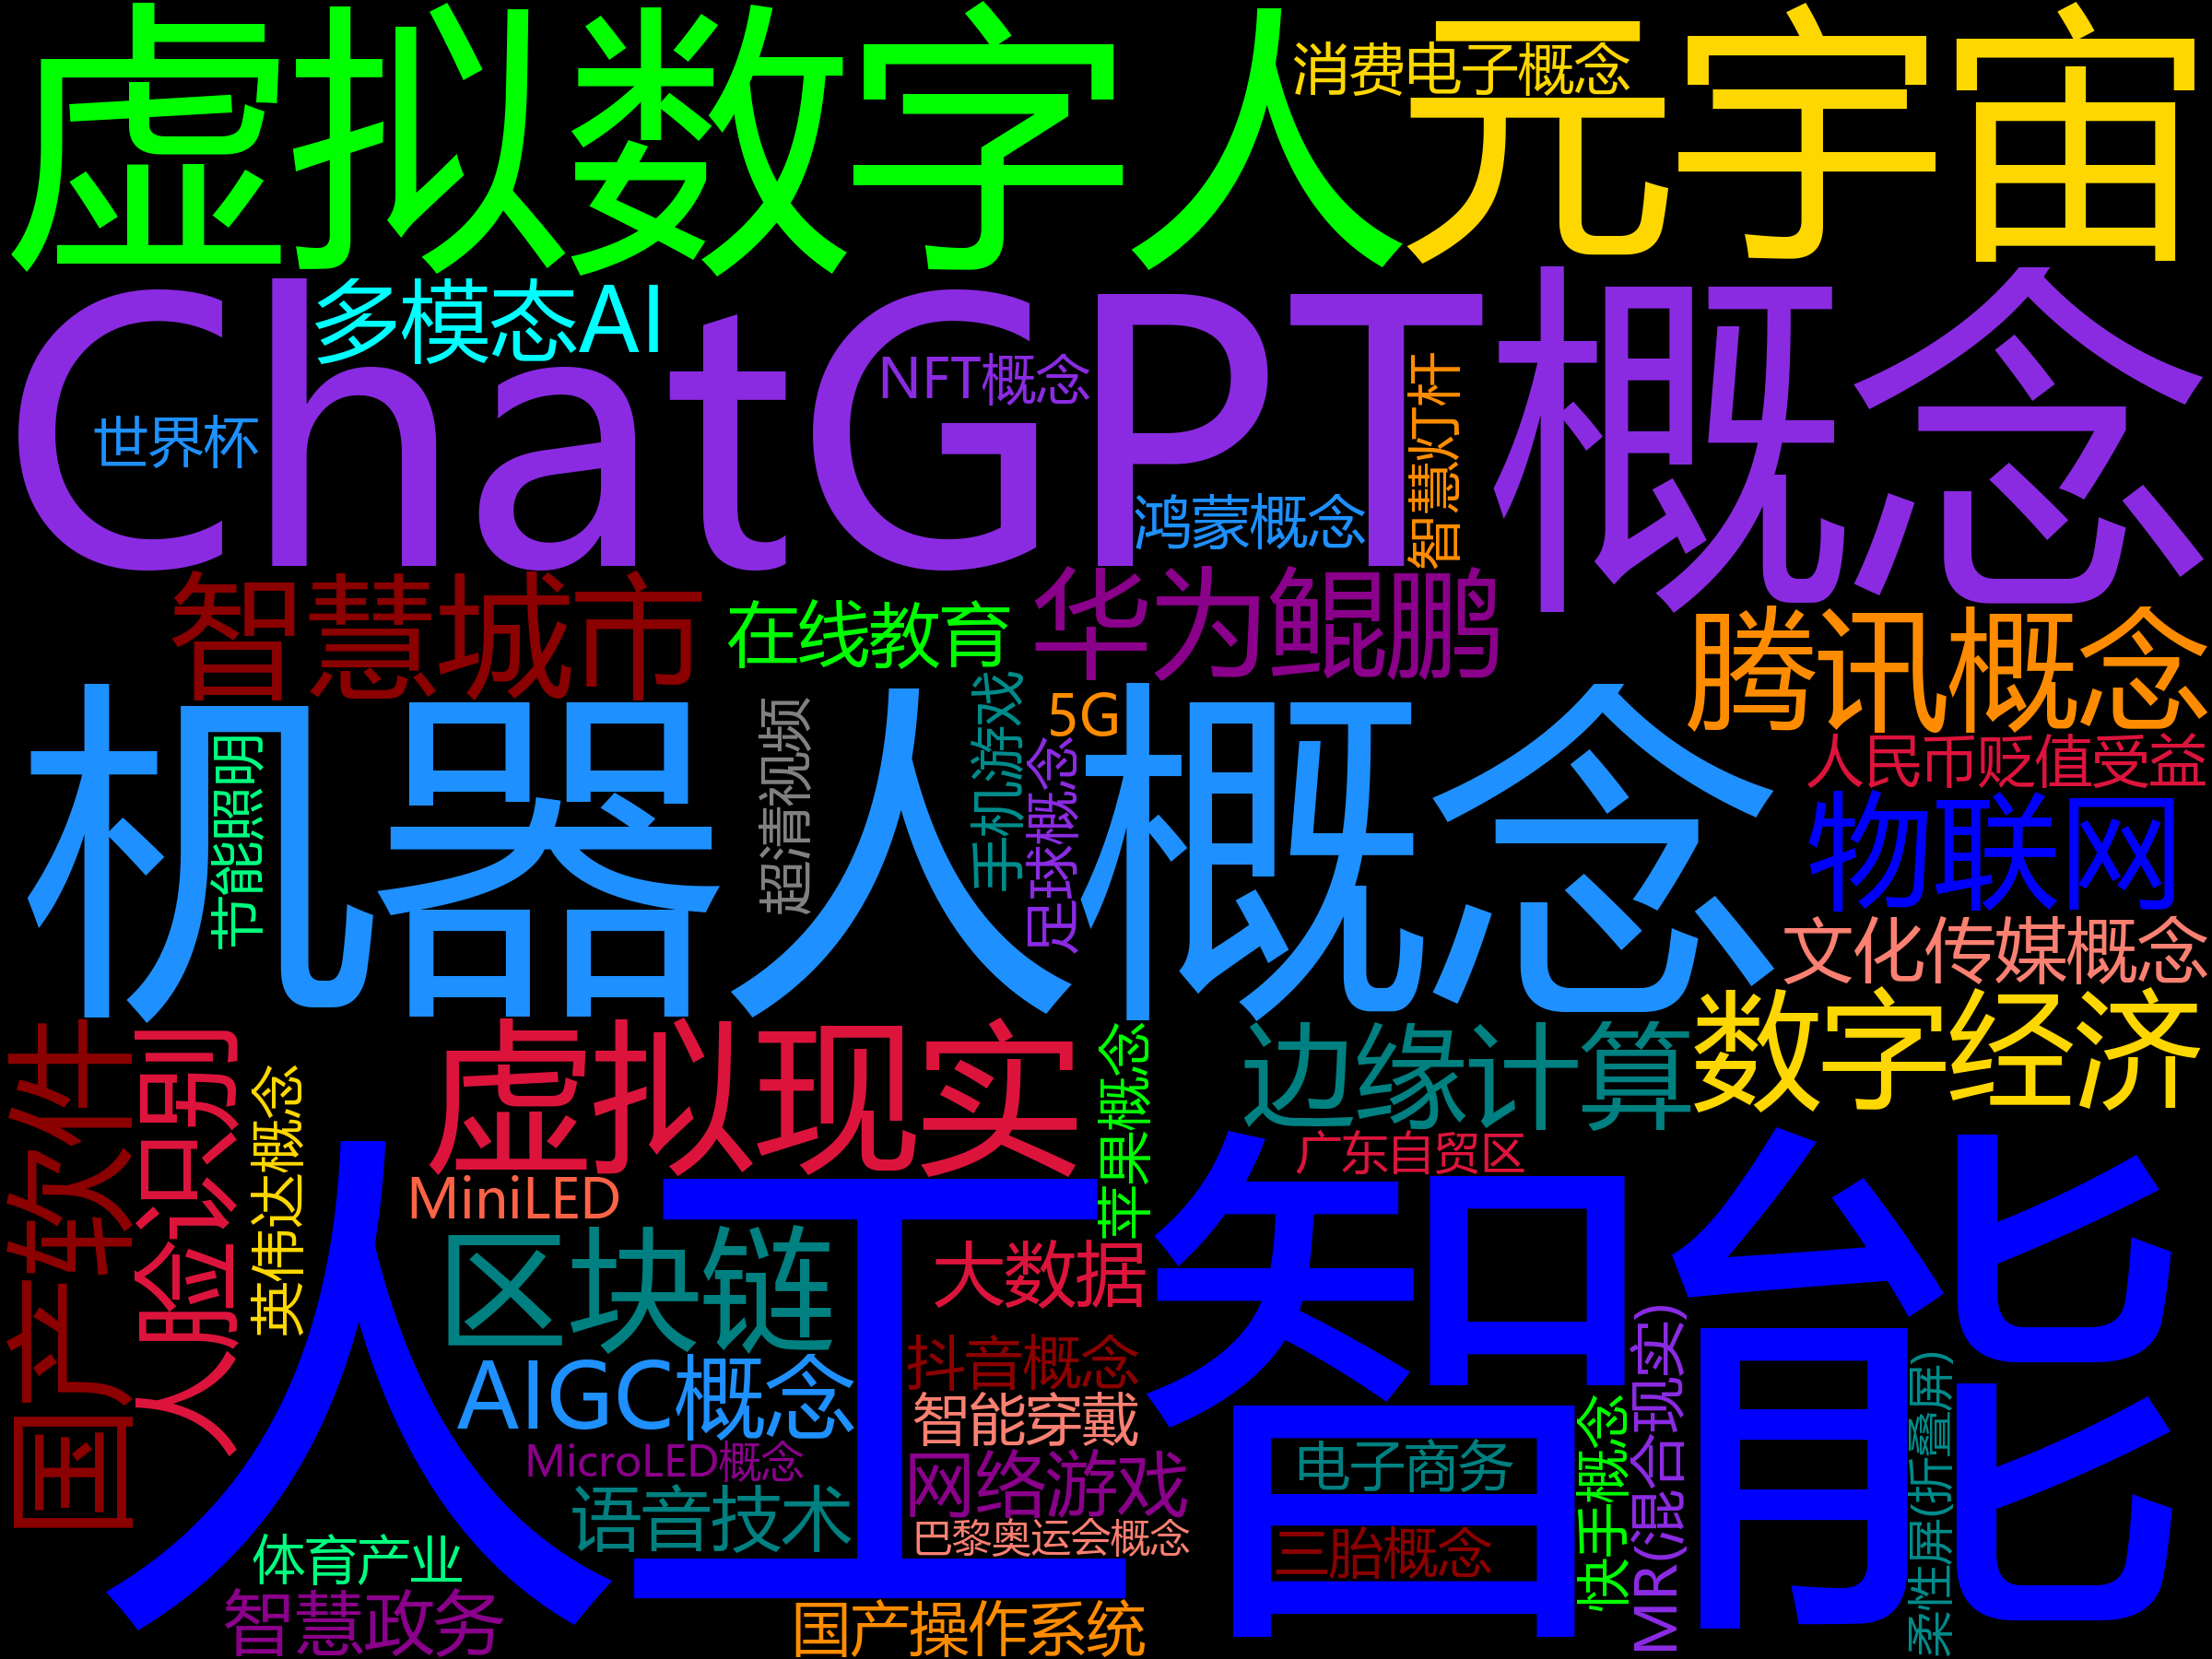 虚拟数字人
元宇宙
消费电子概念
ChatGPT概念
多模态AI
NFT概念
世界杯
鸿蒙概念
智慧灯杆
智慧城市
在线教育
华为鲲鹏
腾讯概念
5G
人民币贬值受益
机器人概念
节能照明
超清视频
手机游戏
足球概念
物联网
文化传媒概念
数字经济
国产软件
人脸识别
英伟达概念
虚拟现实
苹果概念
边缘计算
广东自贸区
人工智能
MiniLED
区块链
大数据
AIGC概念
抖音概念
智能穿戴
MicroLED概念
网络游戏
语音技术
巴黎奥运会概念
电子商务
三胎概念
快手概念
MR(混合现实)
柔性屏(折叠屏)
体育产业
智慧政务
国产操作系统